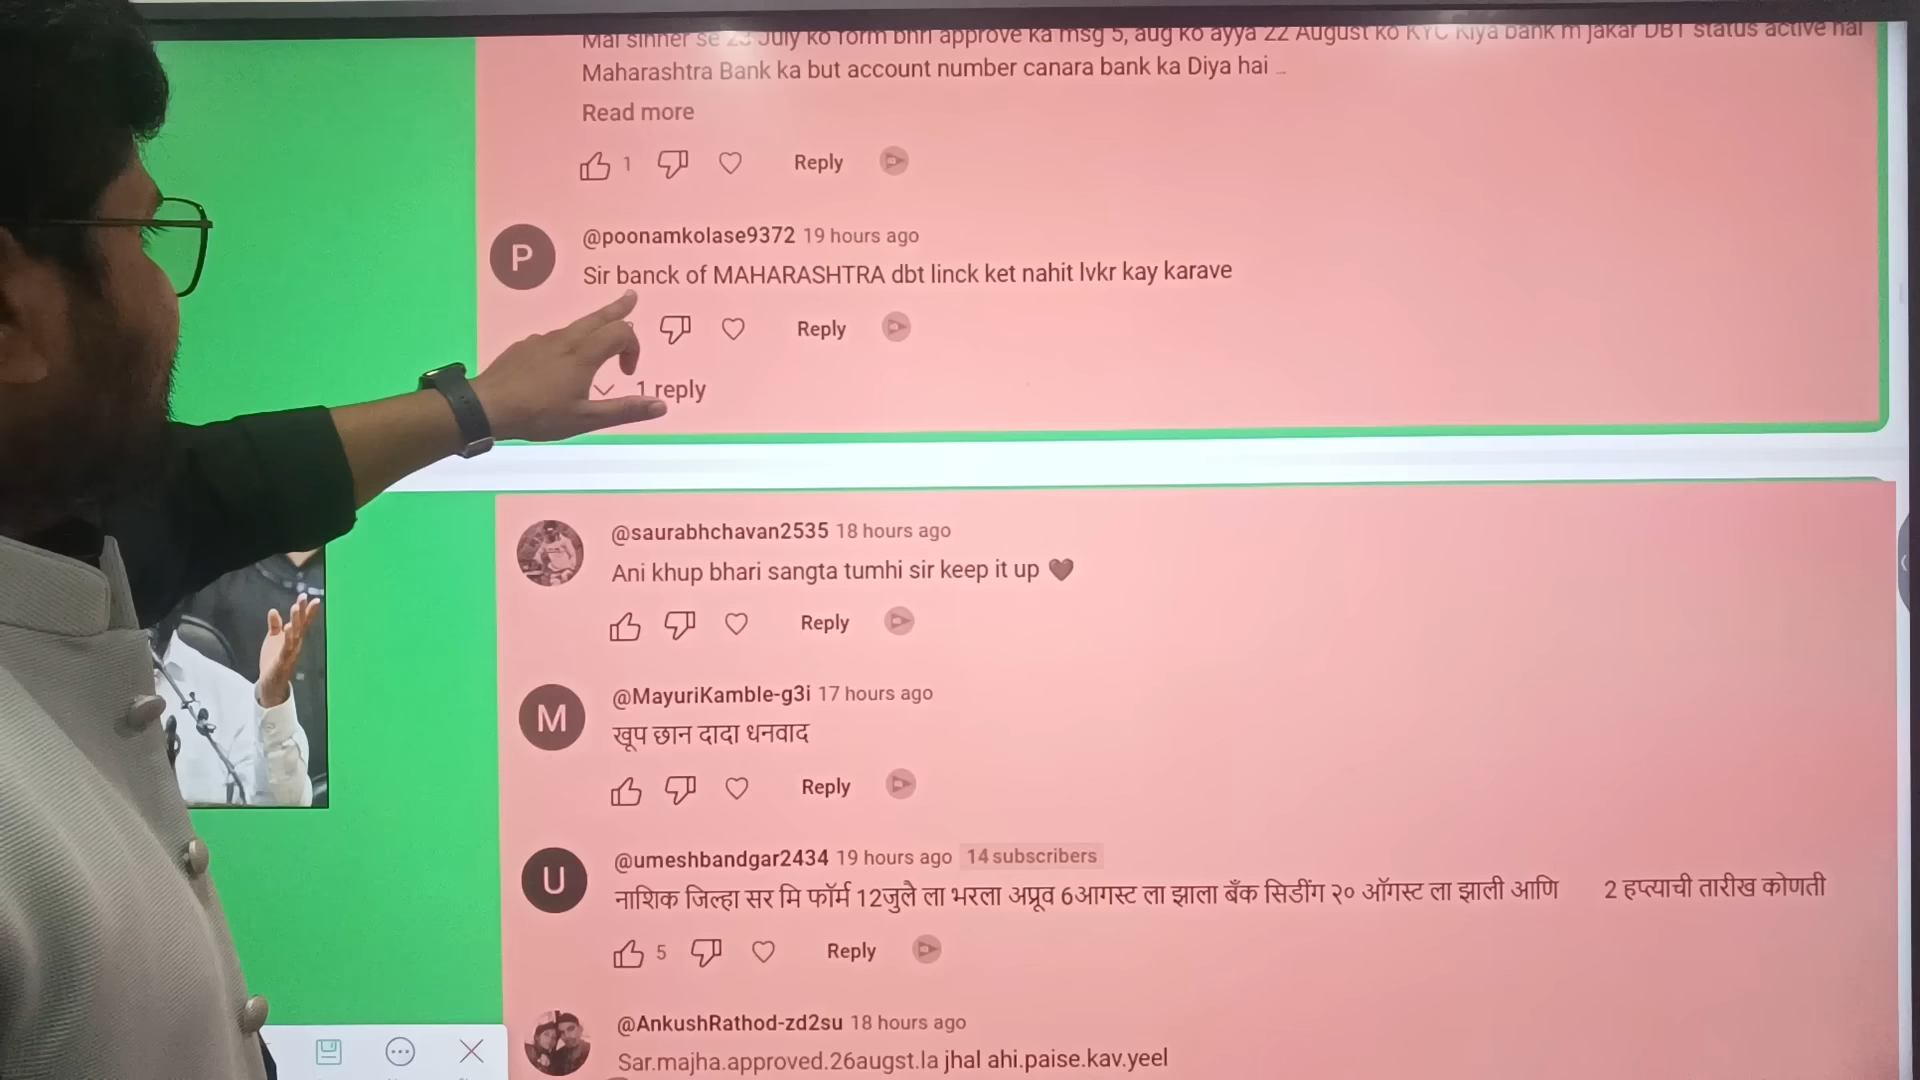 Mai sinner se 23 July ko form bhri approve ka msg 5, aug ko ayya 22 August ko KYC Kiya bank m jakar DBT status active hai
Maharashtra Bank ka but account number canara bank ka Diya hai ...
Read more
1
Reply
P
@poonamkolase9372 19 hours ago
Sir banck of MAHARASHTRA dbt linck ket nahit lvkr kay karave
Reply
1 reply
@saurabhchavan2535 18 hours ago
Ani khup bhari sangta tumhi sir keep it up
Reply
M
@MayuriKamble-g3i 17 hours ago
खूप छान दादा धनवाद
Reply
U
@umeshbandgar2434 19 hours ago 14 subscribers
नाशिक जिल्हा सर मि फॉर्म 12जुलै ला भरला अप्रूव 6आगस्ट ला झाला बँक सिडींग २० ऑगस्ट ला झाली आणि 2 हप्त्याची तारीख कोणती
5
Reply
@AnkushRathod-zd2su 18 hours ago
Sar.majha.approved.26augst.la jhal ahi.paise.kav.yeel